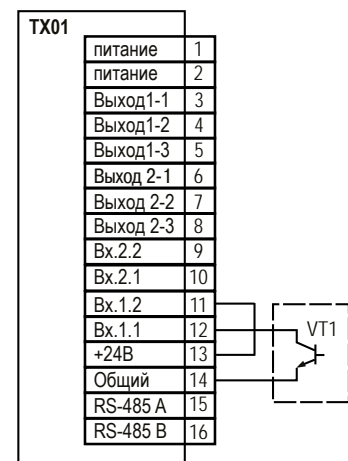 TX01
питание 1
питание 2
Выход1-1 3
Выход1-2 4
Выход1-3 5
Выход 2-1 6
Выход 2-2 7
Выход 2-3 8
Вх.2.2 9
Вх.2.1 10
Вх.1.2 11
Вх.1.1 12
VT1
+24В 13
Общий 14
RS-485 A 15
RS-485 B 16